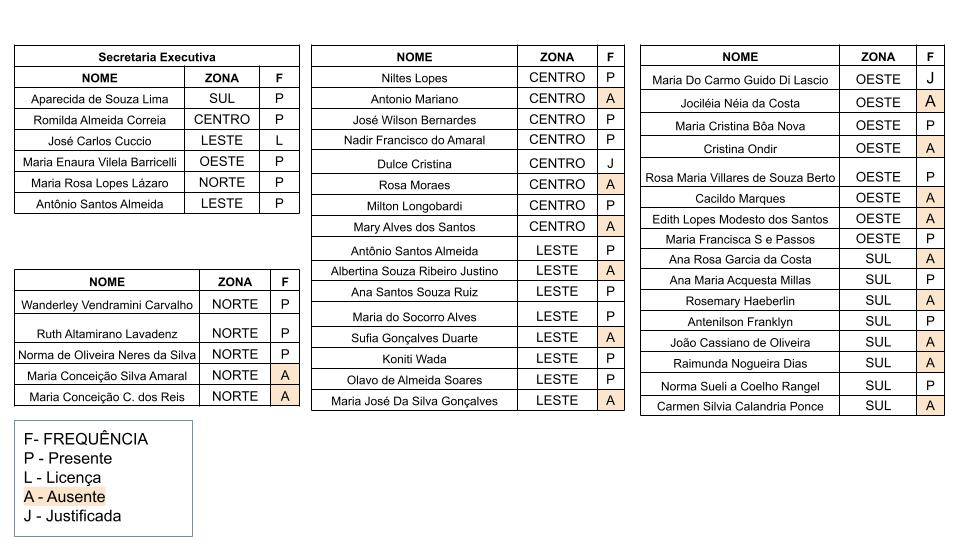 Secretaria Executiva
NOME ZONA F
Aparecida de Souza Lima SUL P
Romilda Almeida Correia CENTRO P
José Carlos Cuccio LESTE L
Maria Enaura Vilela Barricelli OESTE P
Maria Rosa Lopes Lázaro NORTE P
Antônio Santos Almeida LESTE P
NOME ZONA F
Wanderley Vendramini Carvalho NORTE P
Ruth Altamirano Lavadenz NORTE P
Norma de Oliveira Neres da Silva NORTE P
Maria Conceição Silva Amaral NORTE A
Maria Conceição C. dos Reis NORTE A
F- FREQUÊNCIA
P - Presente
L - Licença
A - Ausente
J - Justificada
NOME ZONA F
Niltes Lopes CENTRO P
Antonio Mariano CENTRO A
José Wilson Bernardes CENTRO P
Nadir Francisco do Amaral CENTRO P
Dulce Cristina CENTRO J
Rosa Moraes CENTRO A
Milton Longobardi CENTRO P
Mary Alves dos Santos CENTRO A
Antônio Santos Almeida LESTE P
Albertina Souza Ribeiro Justino LESTE A
Ana Santos Souza Ruiz LESTE P
Maria do Socorro Alves LESTE P
Sufia Gonçalves Duarte LESTE A
Koniti Wada LESTE P
Olavo de Almeida Soares LESTE P
Maria José Da Silva Gonçalves LESTE A
NOME ZONA F
Maria Do Carmo Guido Di Lascio OESTE J
Jociléia Néia da Costa OESTE A
Maria Cristina Bôa Nova OESTE P
Cristina Ondir OESTE A
Rosa Maria Villares de Souza Berto OESTE P
Cacildo Marques OESTE A
Edith Lopes Modesto dos Santos OESTE A
Maria Francisca S e Passos OESTE P
Ana Rosa Garcia da Costa SUL A
Ana Maria Acquesta Millas SUL P
Rosemary Haeberlin SUL A
Antenilson Franklyn SUL P
João Cassiano de Oliveira SUL A
Raimunda Nogueira Dias SUL A
Norma Sueli a Coelho Rangel SUL P
Carmen Silvia Calandria Ponce SUL A